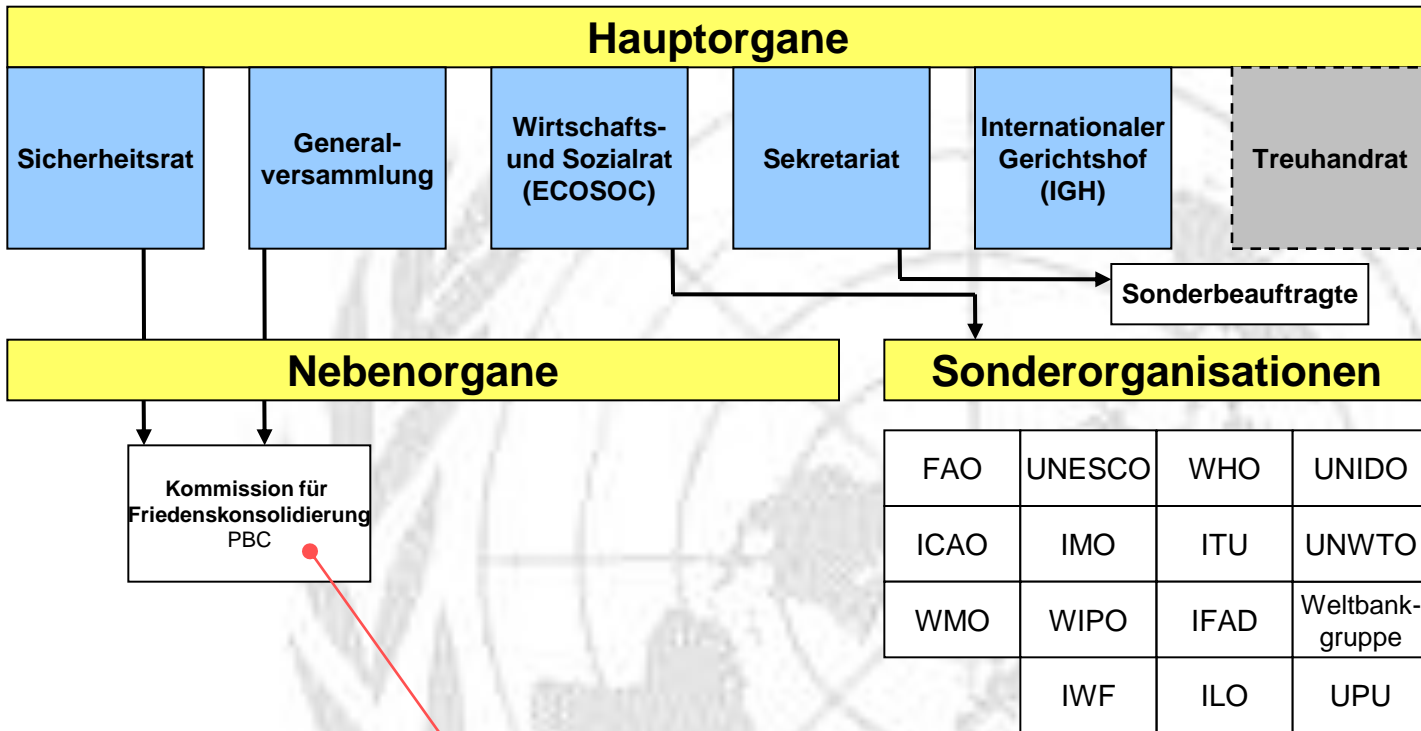 Hauptorgane
Sicherheitsrat
General-
versammlung
Wirtschafts-
und Sozialrat
(ECOSOC)
Sekretariat
Internationaler
Gerichtshof
(IGH)
Treuhandrat
Sonderbeauftragte
Nebenorgane
Sonderorganisationen
Kommission für
Friedenskonsolidierung
PBC
FAO
UNESCO
WHO
UNIDO
ICAO
IMO
ITU
UNWTO
WMO
WIPO
IFAD
Weltbank-
gruppe
IWF
ILO
UPU